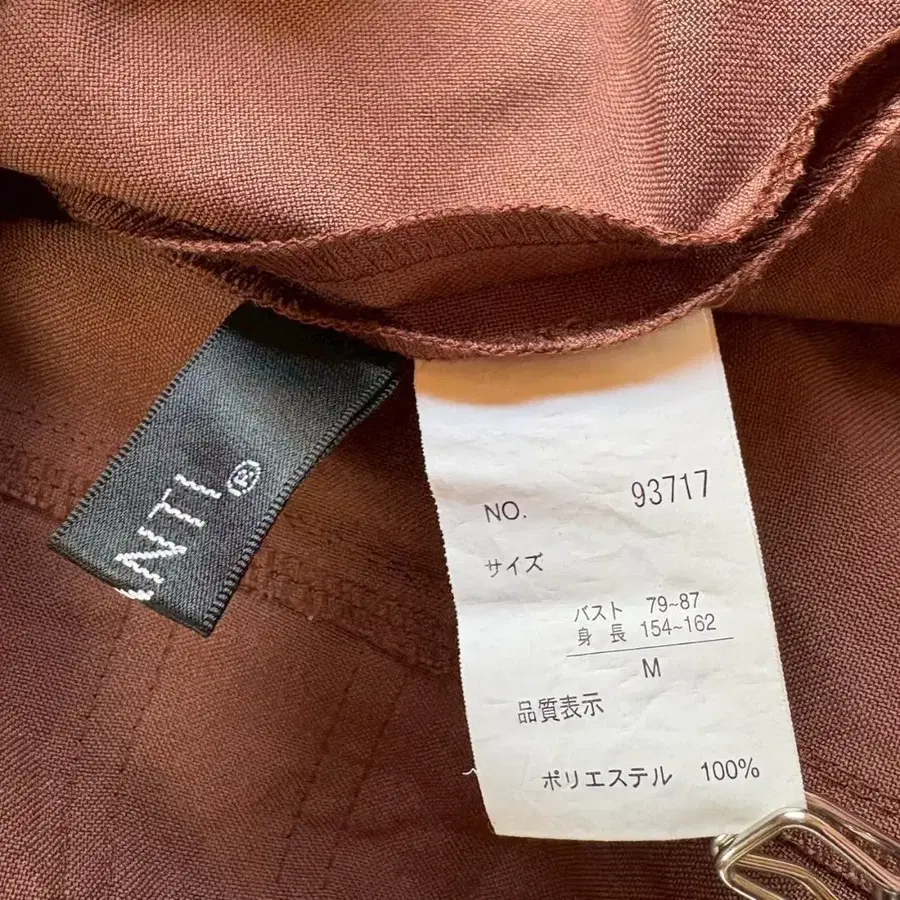 NTI®
NO. 93717
サイズ
バスト 79~87
身長 154~162
M
品質表示
ポリエステル 100%